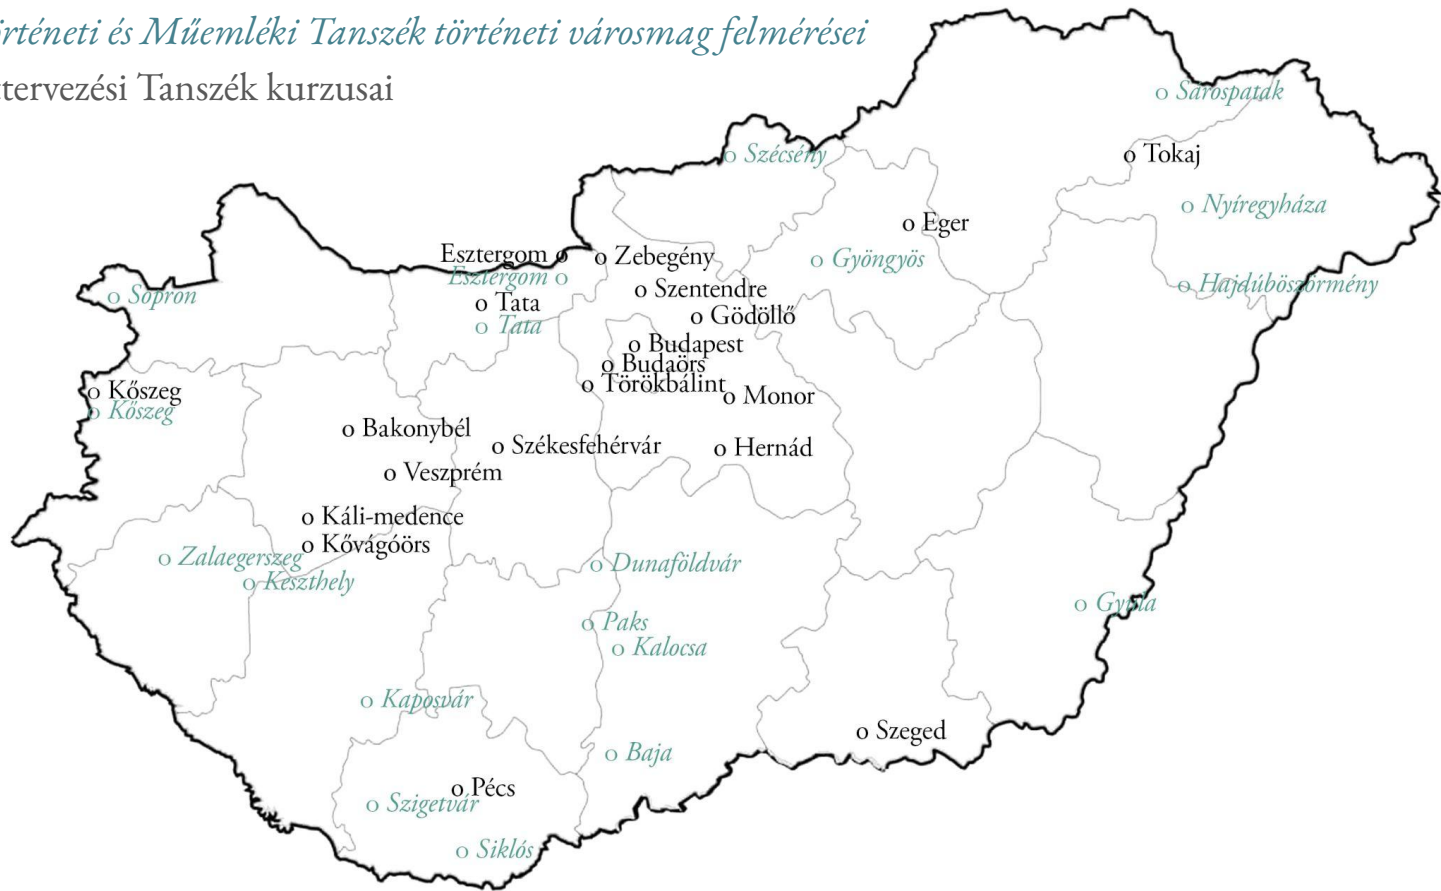 örténeti és Műemléki Tanszék történeti városmag felmérései
ttervezési Tanszék kurzusai
Sárospatak
Tokaj
Szécsény
Nyíregyháza
Eger
Esztergom
Zebegény
Gyöngyös
Esztergom
Hajdúböszörmény
Sopron
Szentendre
Tata
Gödöllő
Tata
Budapest
Budaörs
Törökbálint
Kőszeg
Monor
Kőszeg
Bakonybél
Székesfehérvár
Hernád
Veszprém
Káli-medence
Kővágóörs
Zalaegerszeg
Dunaföldvár
Keszthely
Gyula
Paks
Kalocsa
Kaposvár
Szeged
Baja
Pécs
Szigetvár
Siklós